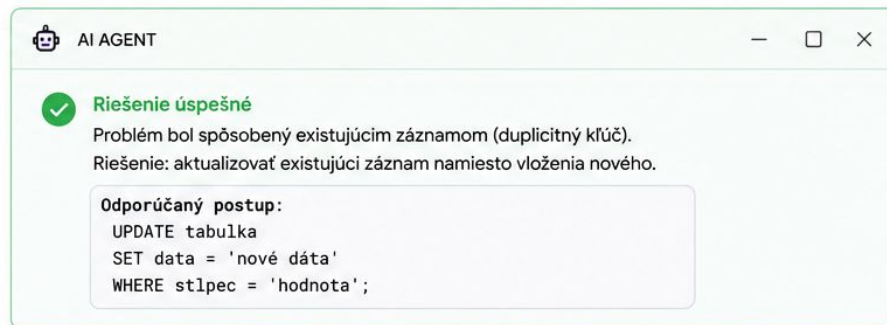 AI AGENT
Riešenie úspešné
Problém bol spôsobený existujúcim záznamom (duplicitný kľúč).
Riešenie: aktualizovať existujúci záznam namiesto vloženia nového.
Odporúčaný postup:
UPDATE tabulka
SET data = 'nové dáta'
WHERE stlpec = 'hodnota';